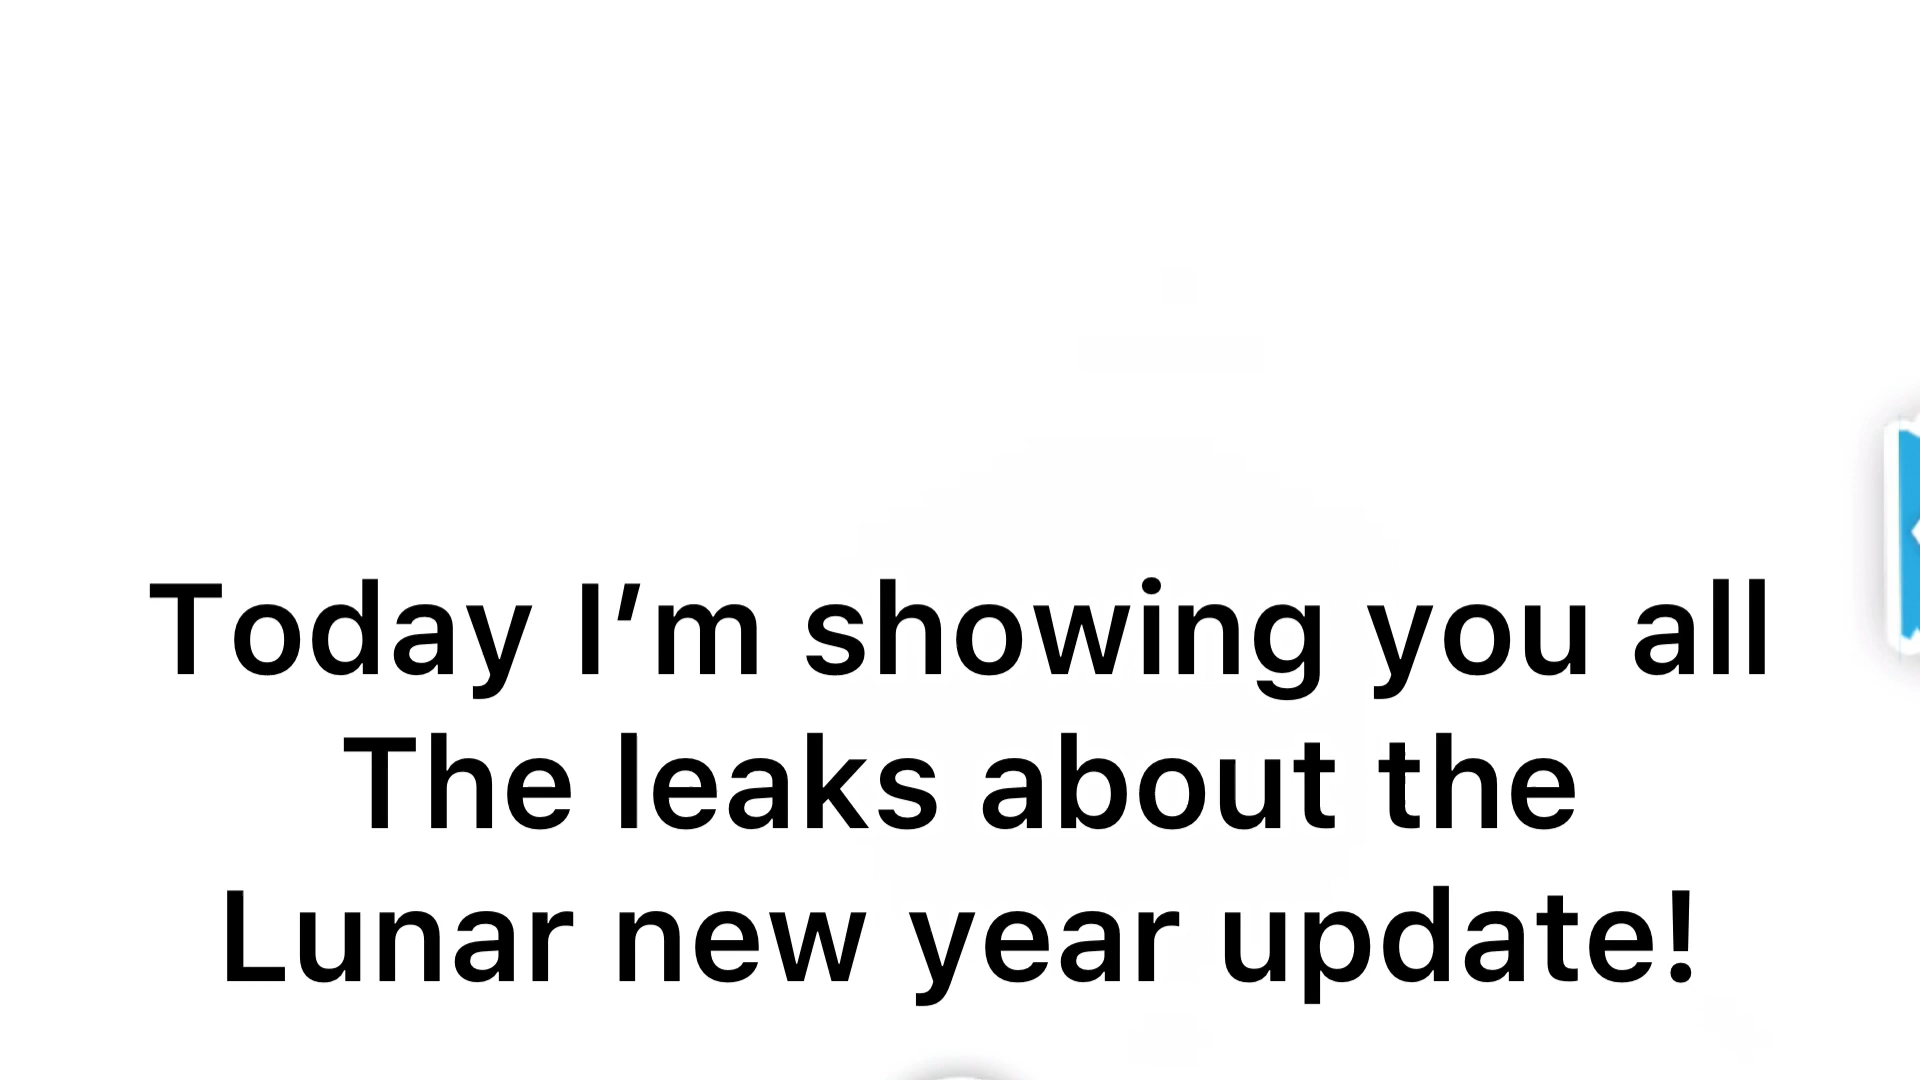 Today I’m showing you all
The leaks about the
Lunar new year update!